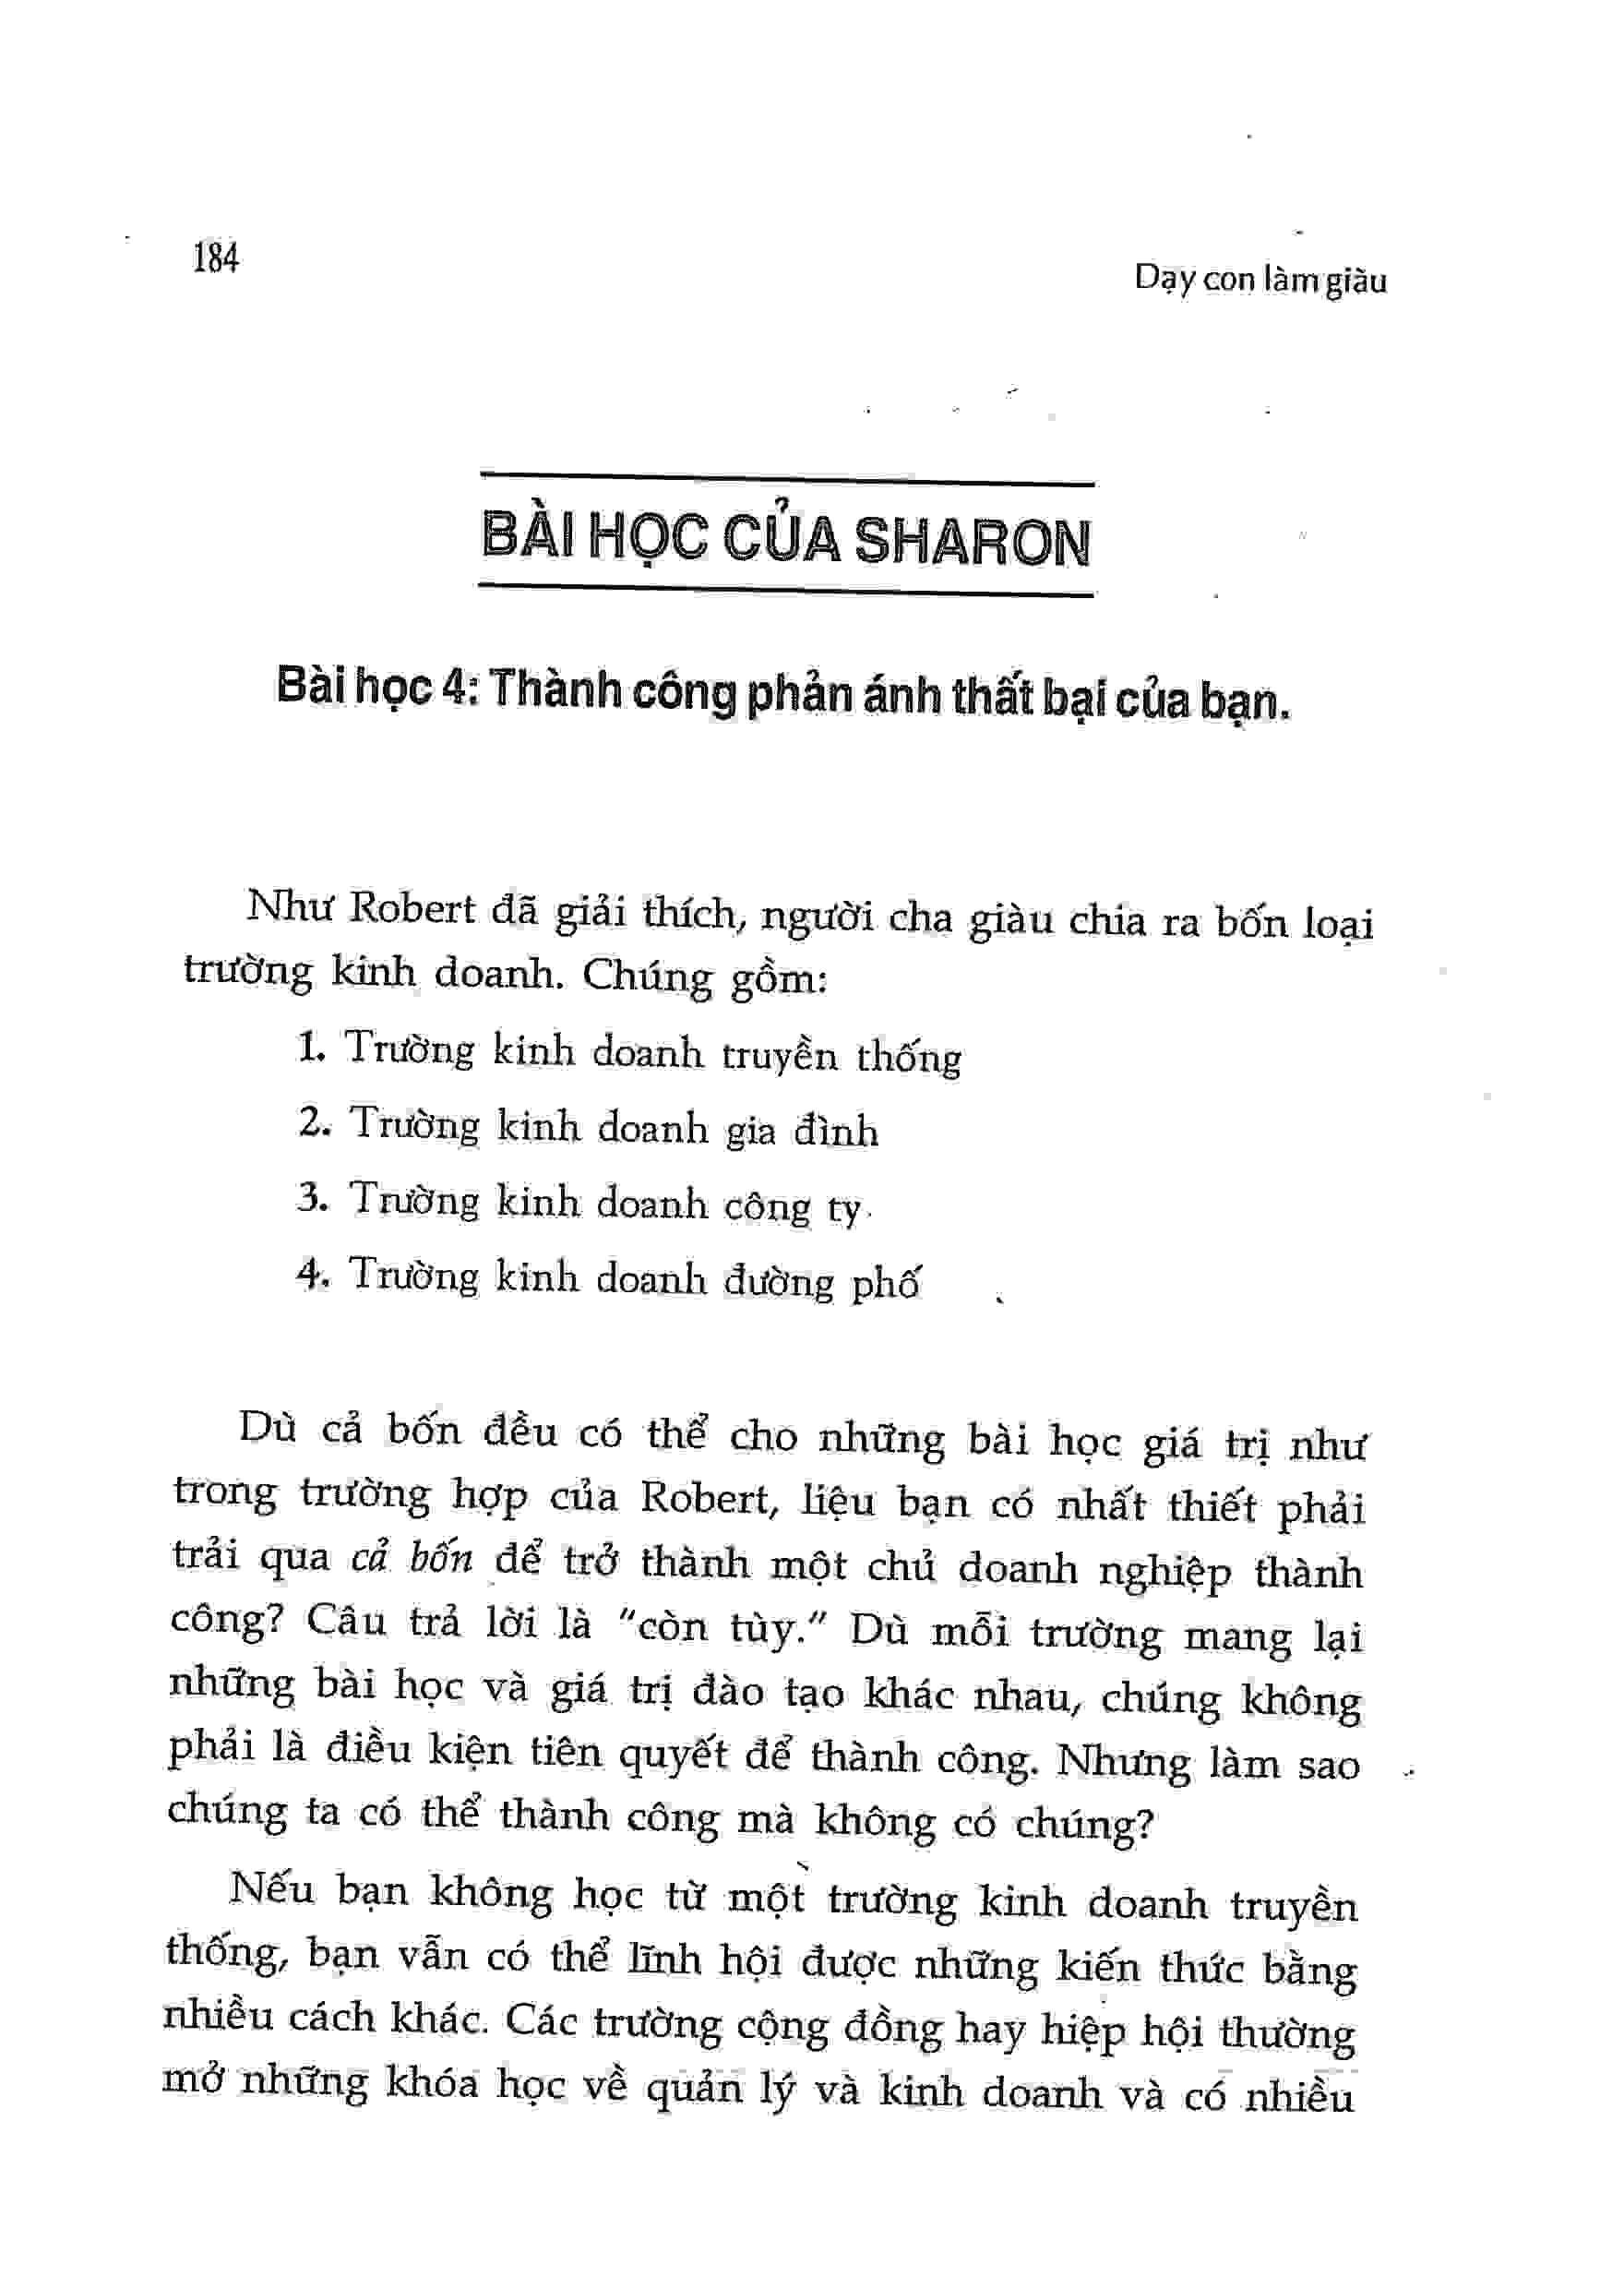 184
Dạy con làm giàu
BÀI HỌC CỦA SHARON
Bài học 4: Thành công phản ánh thất bại của bạn.
Như Robert đã giải thích, người cha giàu chia ra bốn loại
trường kinh doanh. Chúng gồm:
1. Trường kinh doanh truyền thống
2. Trường kinh doanh gia đình
3. Trường kinh doanh công ty
4. Trường kinh doanh đường phố
Dù cả bốn đều có thể cho những bài học giá trị như
trong trường hợp của Robert, liệu bạn có nhất thiết phải
trải qua cả bốn để trở thành một chủ doanh nghiệp thành
công? Câu trả lời là "còn tùy." Dù mỗi trường mang lại
những bài học và giá trị đào tạo khác nhau, chúng không
phải là điều kiện tiên quyết để thành công. Nhưng làm sao
chúng ta có thể thành công mà không có chúng?
Nếu bạn không học từ một trường kinh doanh truyền
thống, bạn vẫn có thể lĩnh hội được những kiến thức bằng
nhiều cách khác. Các trường cộng đồng hay hiệp hội thường
mở những khóa học về quản lý và kinh doanh và có nhiều